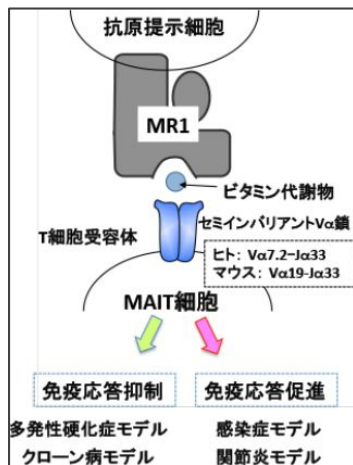 抗原提示細胞
MR1
ビタミン代謝物
セミインバリアントVα鎖
T細胞受容体
ヒト: Vα7.2-Jα33
マウス: Vα19-Jα33
MAIT細胞
免疫応答抑制 免疫応答促進
多発性硬化症モデル 感染症モデル
クローン病モデル 関節炎モデル